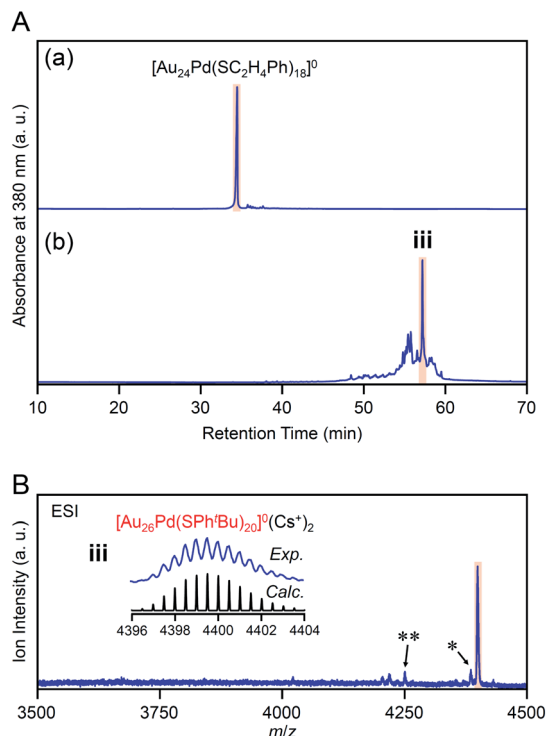 A
(a)
[Au₂₄Pd(SC₂H₄Ph)₁₈]⁰
(b)
iii
Absorbance at 380 nm (a. u.)
10 20 30 40 50 60 70
Retention Time (min)
B
ESI
[Au₂₆Pd(SPhᵗBu)₂₀]⁰(Cs⁺)₂
iii
Exp.
Calc.
4396 4398 4400 4402 4404
**
*
Ion Intensity (a. u.)
3500 3750 4000 4250 4500
m/z